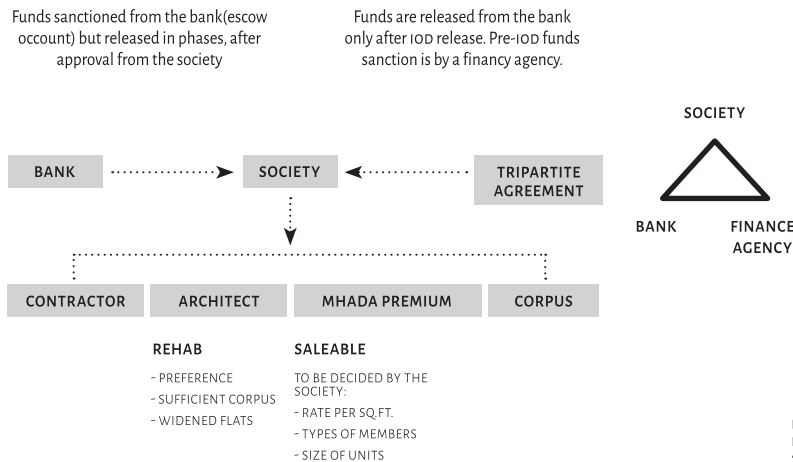 Funds sanctioned from the bank(escow
occount) but released in phases, after
approval from the society
Funds are released from the bank
only after IOD release. Pre-IOD funds
sanction is by a financy agency.
SOCIETY
BANK
FINANCE
AGENCY
BANK
SOCIETY
TRIPARTITE
AGREEMENT
CONTRACTOR
ARCHITECT
MHADA PREMIUM
CORPUS
REHAB
- PREFERENCE
- SUFFICIENT CORPUS
- WIDENED FLATS
SALEABLE
TO BE DECIDED BY THE
SOCIETY:
- RATE PER SQ.FT.
- TYPES OF MEMBERS
- SIZE OF UNITS